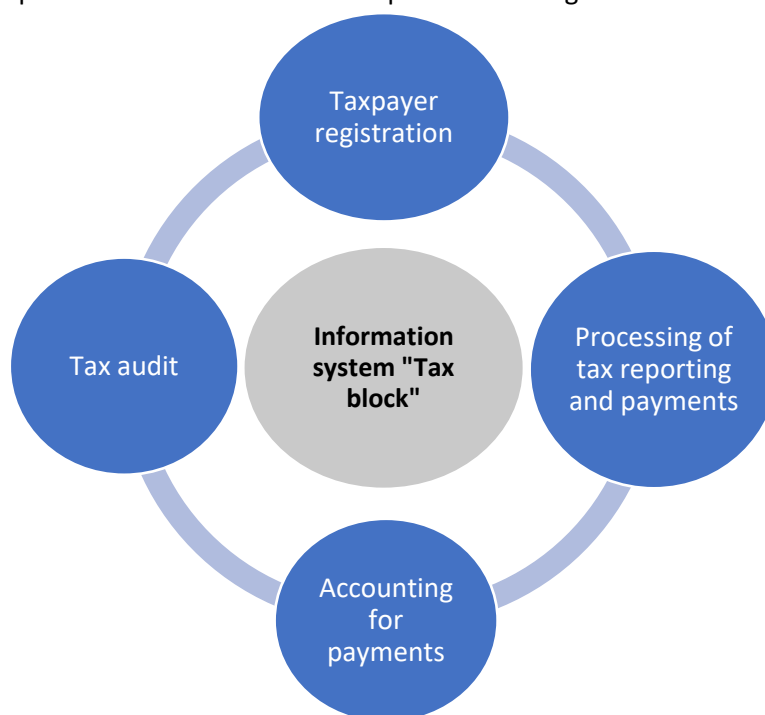 Taxpayer
registration
Information
system "Tax
block"
Processing of
tax reporting
and payments
Tax audit
Accounting
for
payments